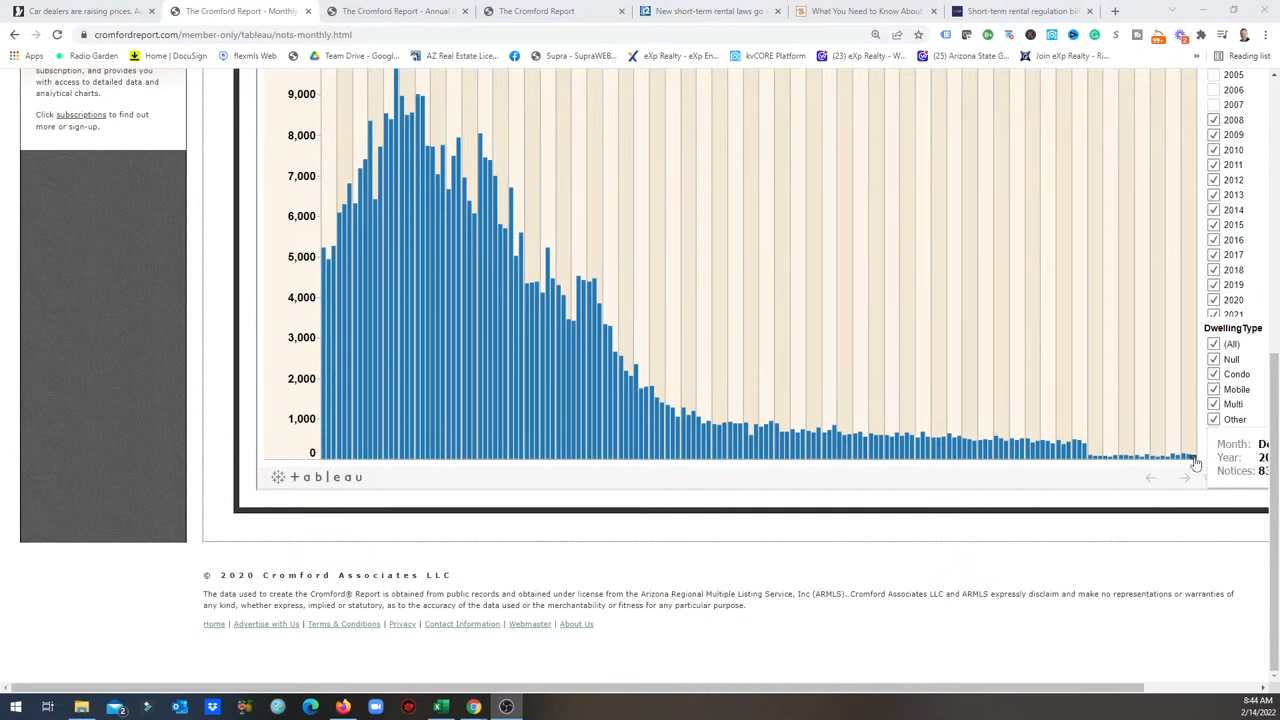 Car dealers are raising prices. Au
The Cromford Report - Monthly
The Cromford Report - Annual A
The Cromford Report
New short-term rental laws go
What You Need to Know About
Short-term rental regulation bil
cromfordreport.com/member-only/tableau/nots-monthly.html
Apps
Radio Garden
Home | DocuSign
flexmls Web
Team Drive - Googl...
AZ Real Estate Lice...
Supra - SupraWEB...
eXp Realty - eXp En...
kvCORE Platform
(23) eXp Realty - W...
(25) Arizona State G...
Join eXp Realty - Ri...
»
Reading list
subscription, and provides you
with access to detailed data and
analytical charts.
Click subscriptions to find out
more or sign-up.
9,000
8,000
7,000
6,000
5,000
4,000
3,000
2,000
1,000
0
2005
2006
2007
2008
2009
2010
2011
2012
2013
2014
2015
2016
2017
2018
2019
2020
2021
DwellingType
(All)
Null
Condo
Mobile
Multi
Other
Month: De
Year: 20
Notices: 83
+ableau
© 2020 Cromford Associates LLC
The data used to create the Cromford® Report is obtained from public records and obtained under license from the Arizona Regional Multiple Listing Service, Inc (ARMLS). Cromford Associates LLC and ARMLS expressly disclaim and make no representations or warranties
of any kind, whether express, implied or statutory, as to the accuracy of the data used or the merchantability or fitness for any particular purpose.
Home | Advertise with Us | Terms & Conditions | Privacy | Contact Information | Webmaster | About Us
8:44 AM
2/14/2022